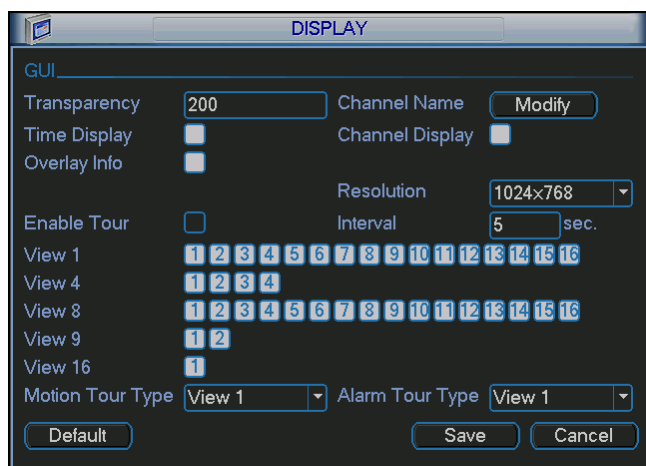 DISPLAY
GUI
Transparency 200 Channel Name Modify
Time Display Channel Display
Overlay Info
Resolution 1024×768
Enable Tour Interval 5 sec.
View 1 1 2 3 4 5 6 7 8 9 10 11 12 13 14 15 16
View 4 1 2 3 4
View 8 1 2 3 4 5 6 7 8 9 10 11 12 13 14 15 16
View 9 1 2
View 16 1
Motion Tour Type View 1 Alarm Tour Type View 1
Default Save Cancel